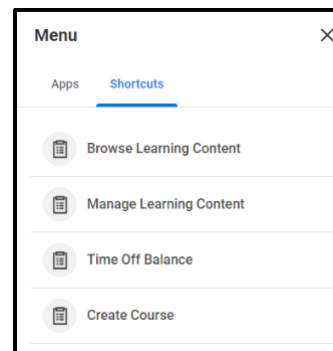 Menu
Apps Shortcuts
Browse Learning Content
Manage Learning Content
Time Off Balance
Create Course